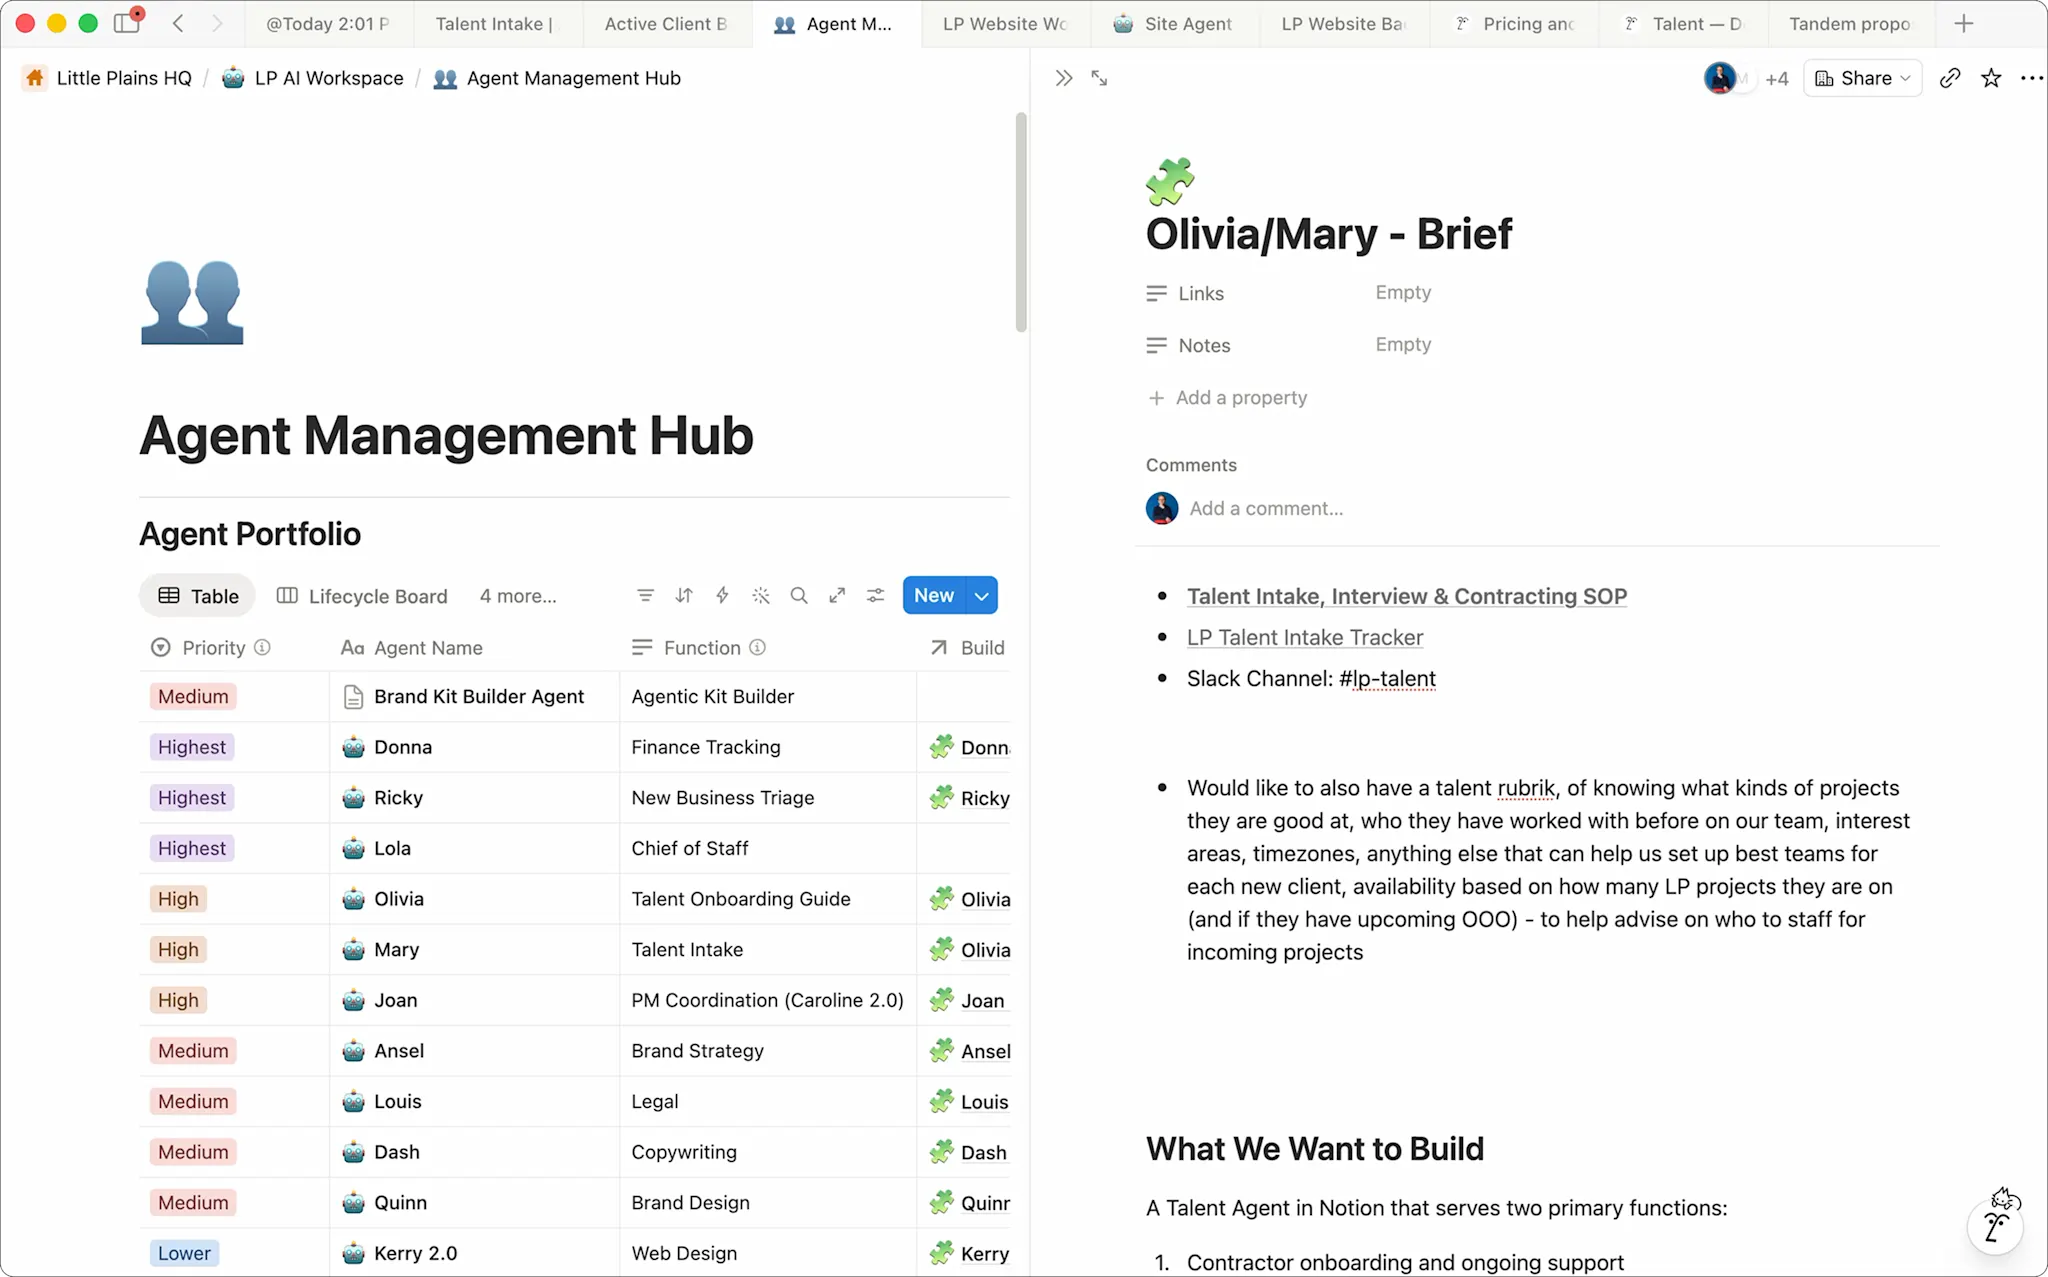 @Today 2:01 P
Talent Intake |
Active Client B
Agent M...
LP Website Wo
Site Agent
LP Website Ba
Pricing and
Talent — D
Tandem propo
Little Plains HQ / LP AI Workspace / Agent Management Hub
Agent Management Hub
Agent Portfolio
Table
Lifecycle Board
4 more...
New
Priority
Aa Agent Name
Function
Build
Medium Brand Kit Builder Agent Agentic Kit Builder
Highest Donna Finance Tracking Donna
Highest Ricky New Business Triage Ricky
Highest Lola Chief of Staff
High Olivia Talent Onboarding Guide Olivia
High Mary Talent Intake Olivia
High Joan PM Coordination (Caroline 2.0) Joan
Medium Ansel Brand Strategy Ansel
Medium Louis Legal Louis
Medium Dash Copywriting Dash
Medium Quinn Brand Design Quinn
Lower Kerry 2.0 Web Design Kerry
M
+4
Share
Olivia/Mary - Brief
Links Empty
Notes Empty
+ Add a property
Comments
Add a comment...
• Talent Intake, Interview & Contracting SOP
• LP Talent Intake Tracker
• Slack Channel: #lp-talent
• Would like to also have a talent rubrik, of knowing what kinds of projects
they are good at, who they have worked with before on our team, interest
areas, timezones, anything else that can help us set up best teams for
each new client, availability based on how many LP projects they are on
(and if they have upcoming OOO) - to help advise on who to staff for
incoming projects
What We Want to Build
A Talent Agent in Notion that serves two primary functions:
1. Contractor onboarding and ongoing support